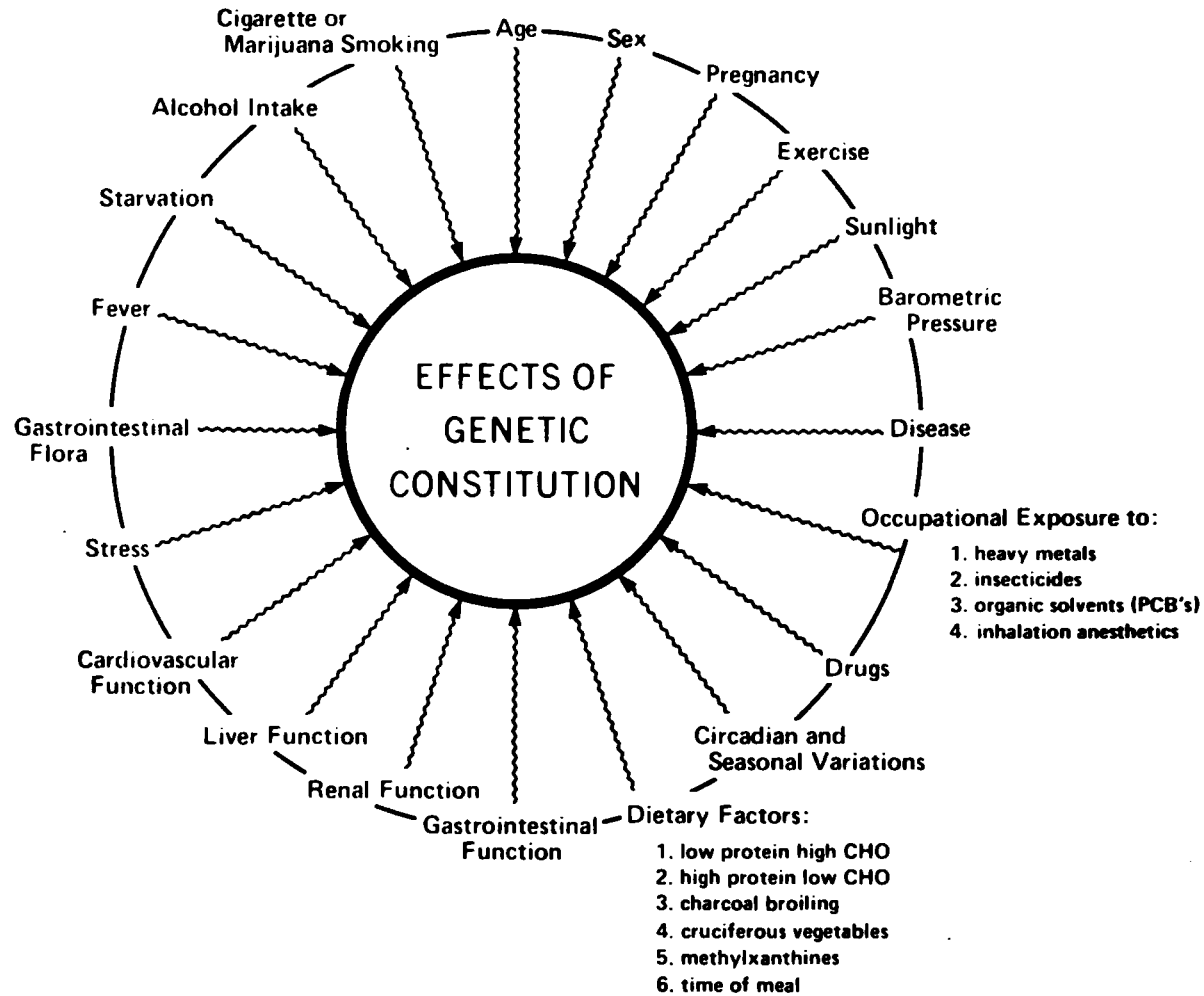 Cigarette or
Marijuana Smoking
Age
Sex
Pregnancy
Exercise
Sunlight
Barometric
Pressure
Disease
Occupational Exposure to:
1. heavy metals
2. insecticides
3. organic solvents (PCB's)
4. inhalation anesthetics
Drugs
Circadian and
Seasonal Variations
Dietary Factors:
1. low protein high CHO
2. high protein low CHO
3. charcoal broiling
4. cruciferous vegetables
5. methylxanthines
6. time of meal
Gastrointestinal
Function
Renal Function
Liver Function
Cardiovascular
Function
Stress
Gastrointestinal
Flora
Fever
Starvation
Alcohol Intake
EFFECTS OF
GENETIC
CONSTITUTION